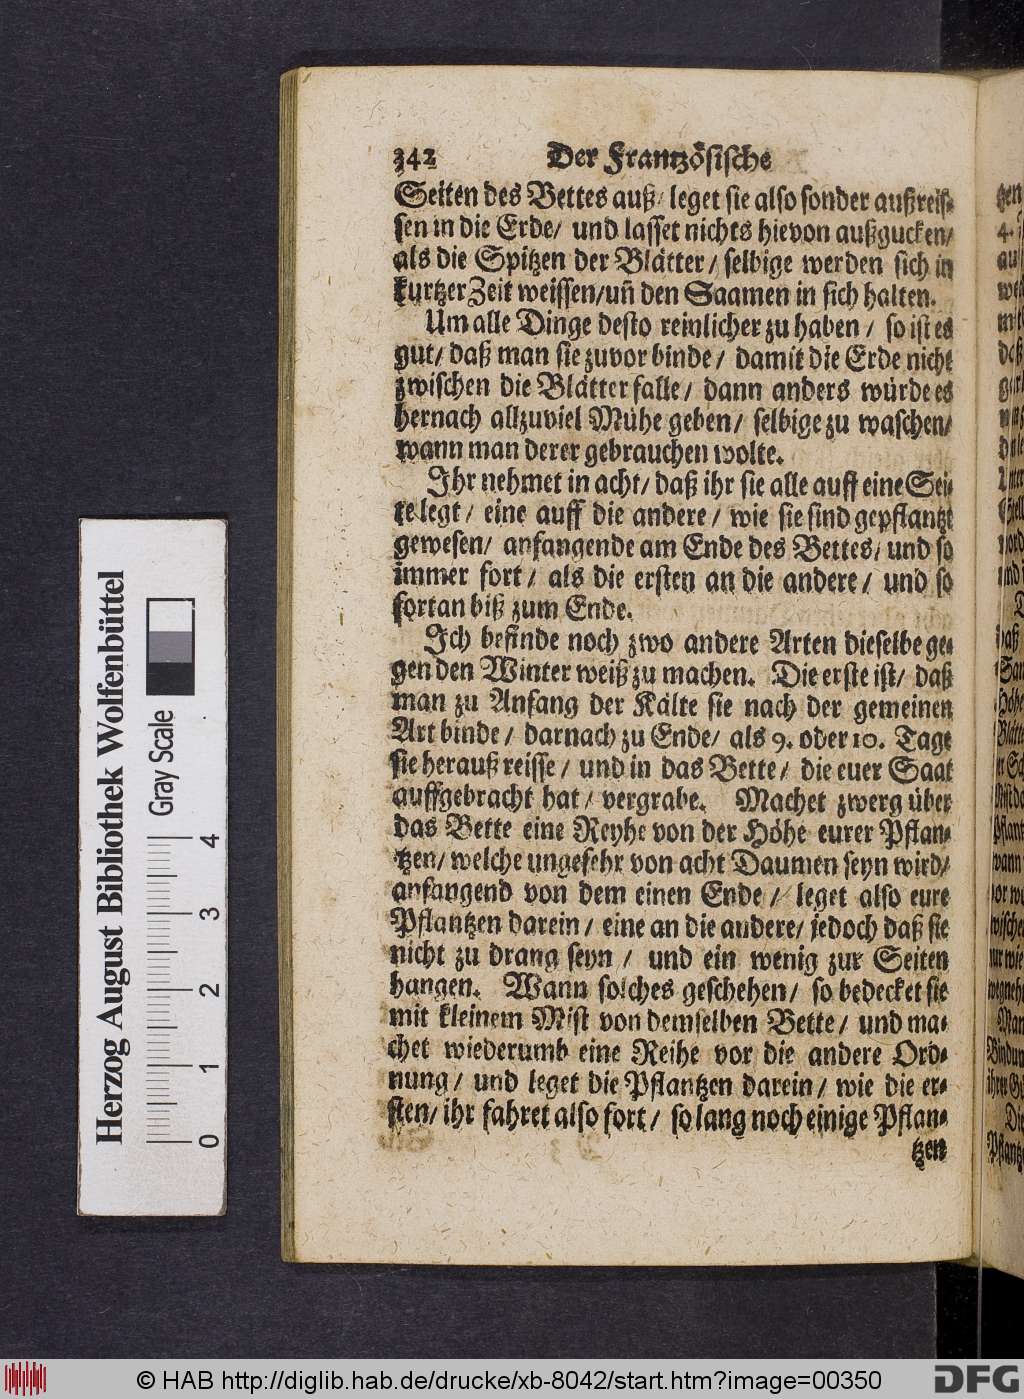 342 Der Frantzösische
Seiten des Bettes auß/ leget sie also sonder außreis-
sen in die Erde/ und lasset nichts hievon außgucken/
als die Spitzen der Blätter/ selbige werden sich in
kurtzer Zeit weissen/ uñ den Saamen in sich halten.
Um alle Dinge desto reinlicher zu haben/ so ist es
gut/ daß man sie zuvor binde/ damit die Erde nicht
zwischen die Blätter falle/ dann anders würde es
hernach allzuviel Mühe geben/ selbige zu waschen/
wann man derer gebrauchen wolte.
Ihr nehmet in acht/ daß ihr sie alle auff eine Sei-
te legt/ eine auff die andere/ wie sie sind gepflantzt
gewesen/ anfangende am Ende des Bettes/ und so
immer fort/ als die ersten an die andere/ und so
fortan biß zum Ende.
Ich befinde noch zwo andere Arten dieselbe ge-
gen den Winter weiß zu machen. Die erste ist/ daß
man zu Anfang der Kälte sie nach der gemeinen
Art binde/ darnach zu Ende/ als 9. oder 10. Tage
sie herauß reisse/ und in das Bette/ die euer Saat
auffgebracht hat/ vergrabe. Machet zwerg über
das Bette eine Reyhe von der Höhe eurer Pflan-
tzen/ welche ungefehr von acht Daumen seyn wird/
anfangend von dem einen Ende/ leget also eure
Pflantzen darein/ eine an die andere/ jedoch daß sie
nicht zu drang seyn/ und ein wenig zur Seiten
hangen. Wann solches geschehen/ so bedecket sie
mit kleinem Mist von demselben Bette/ und ma-
chet wiederumb eine Reihe vor die andere Ord-
nung/ und leget die Pflantzen darein/ wie die er-
sten/ ihr fahret also fort/ so lang noch einige Pflan-
tzen
Herzog August Bibliothek Wolfenbüttel
Gray Scale
0 1 2 3 4
© HAB http://diglib.hab.de/drucke/xb-8042/start.htm?image=00350
DFG